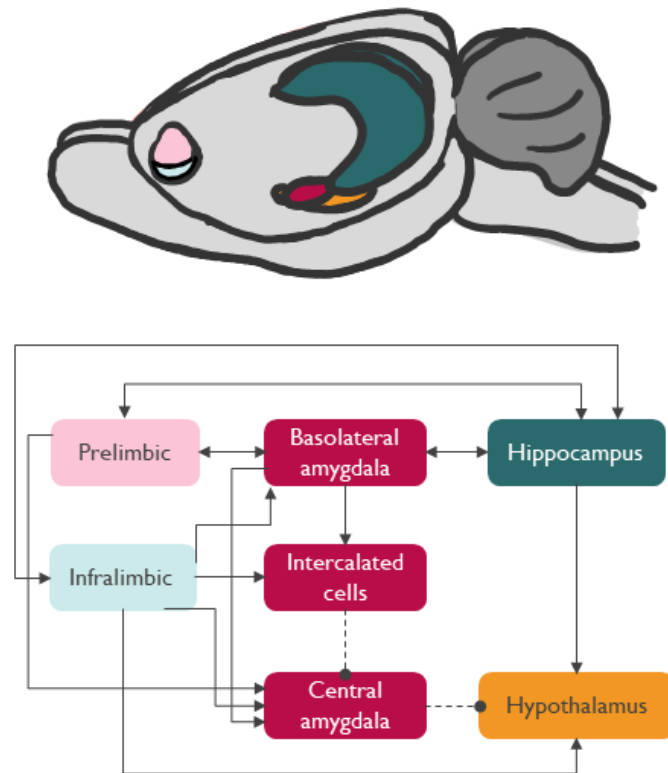 Prelimbic
Basolateral
amygdala
Hippocampus
Infralimbic
Intercalated
cells
Central
amygdala
Hypothalamus